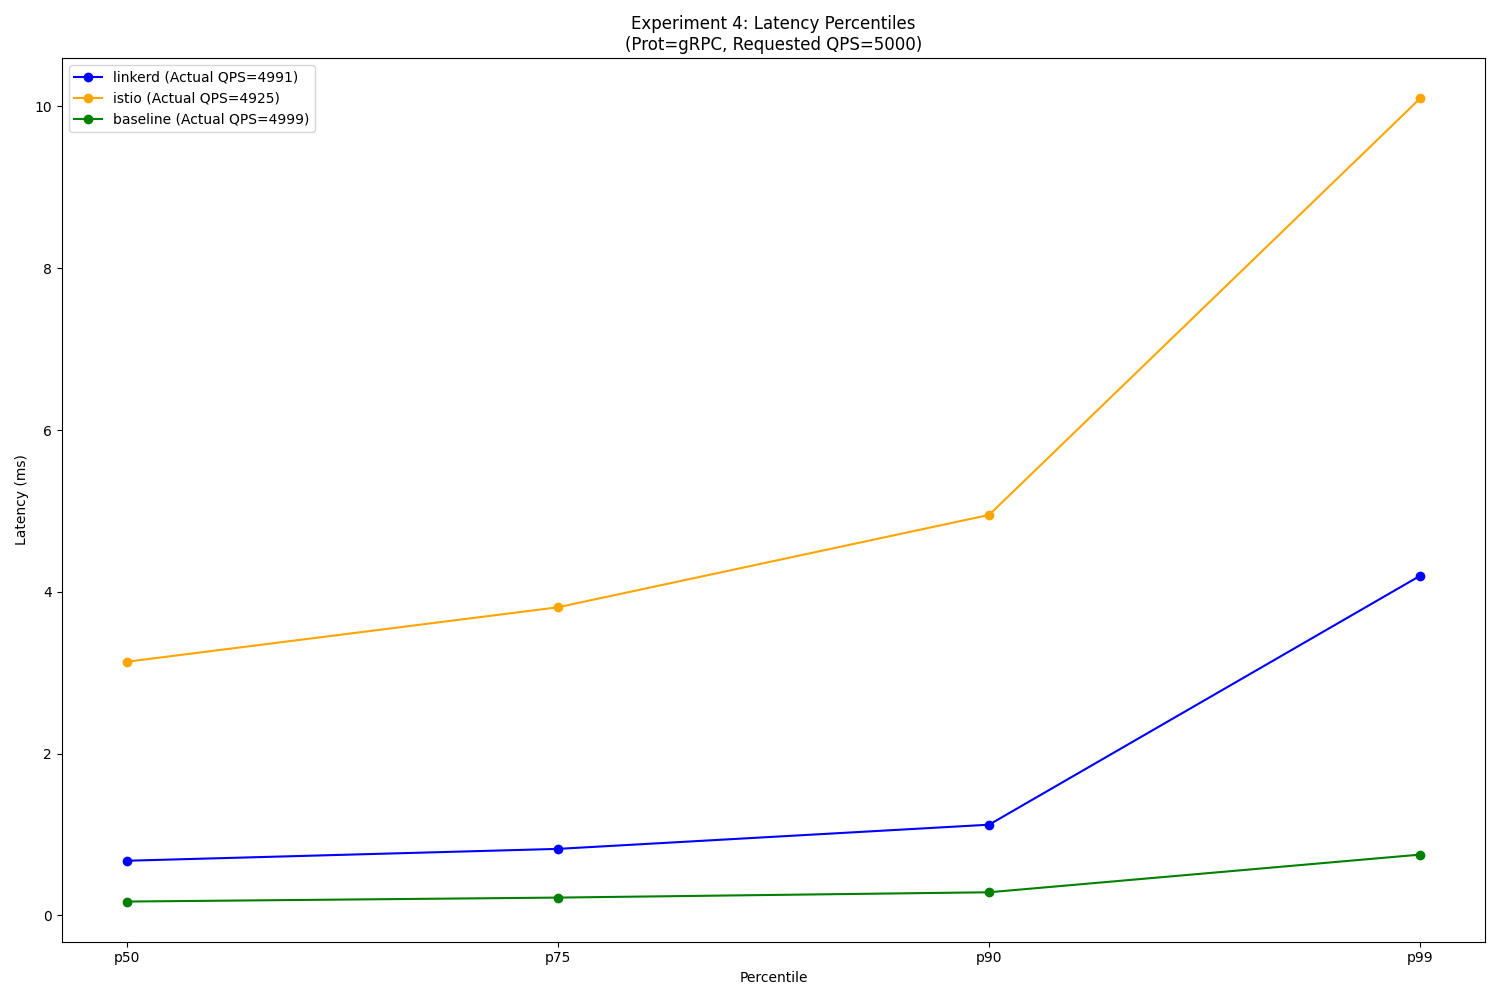 Experiment 4: Latency Percentiles
(Prot=gRPC, Requested QPS=5000)
linkerd (Actual QPS=4991)
istio (Actual QPS=4925)
baseline (Actual QPS=4999)
Latency (ms)
10
8
6
4
2
0
p50
p75
p90
p99
Percentile